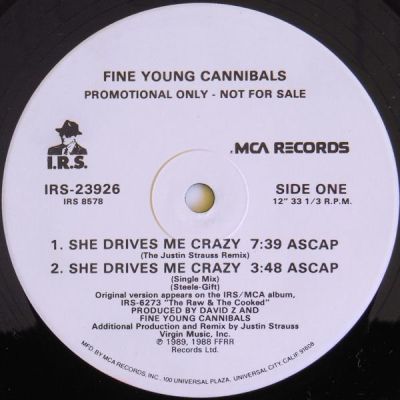 FINE YOUNG CANNIBALS
PROMOTIONAL ONLY - NOT FOR SALE
I.R.S.
MCA RECORDS
IRS-23926
SIDE ONE
IRS 8578
12" 33 1/3 R.P.M.
1. SHE DRIVES ME CRAZY 7:39 ASCAP
(The Justin Strauss Remix)
2. SHE DRIVES ME CRAZY 3:48 ASCAP
(Single Mix)
(Steele-Gift)
Original version appears on the IRS/MCA album,
IRS-6273 "The Raw & The Cooked"
PRODUCED BY DAVID Z AND
FINE YOUNG CANNIBALS
Additional Production and Remix by Justin Strauss
Virgin Music, Inc.
℗ 1989, 1988 FFRR
Records Ltd.
MFD. BY MCA RECORDS, INC., 100 UNIVERSAL PLAZA, UNIVERSAL CITY, CALIF. 91608